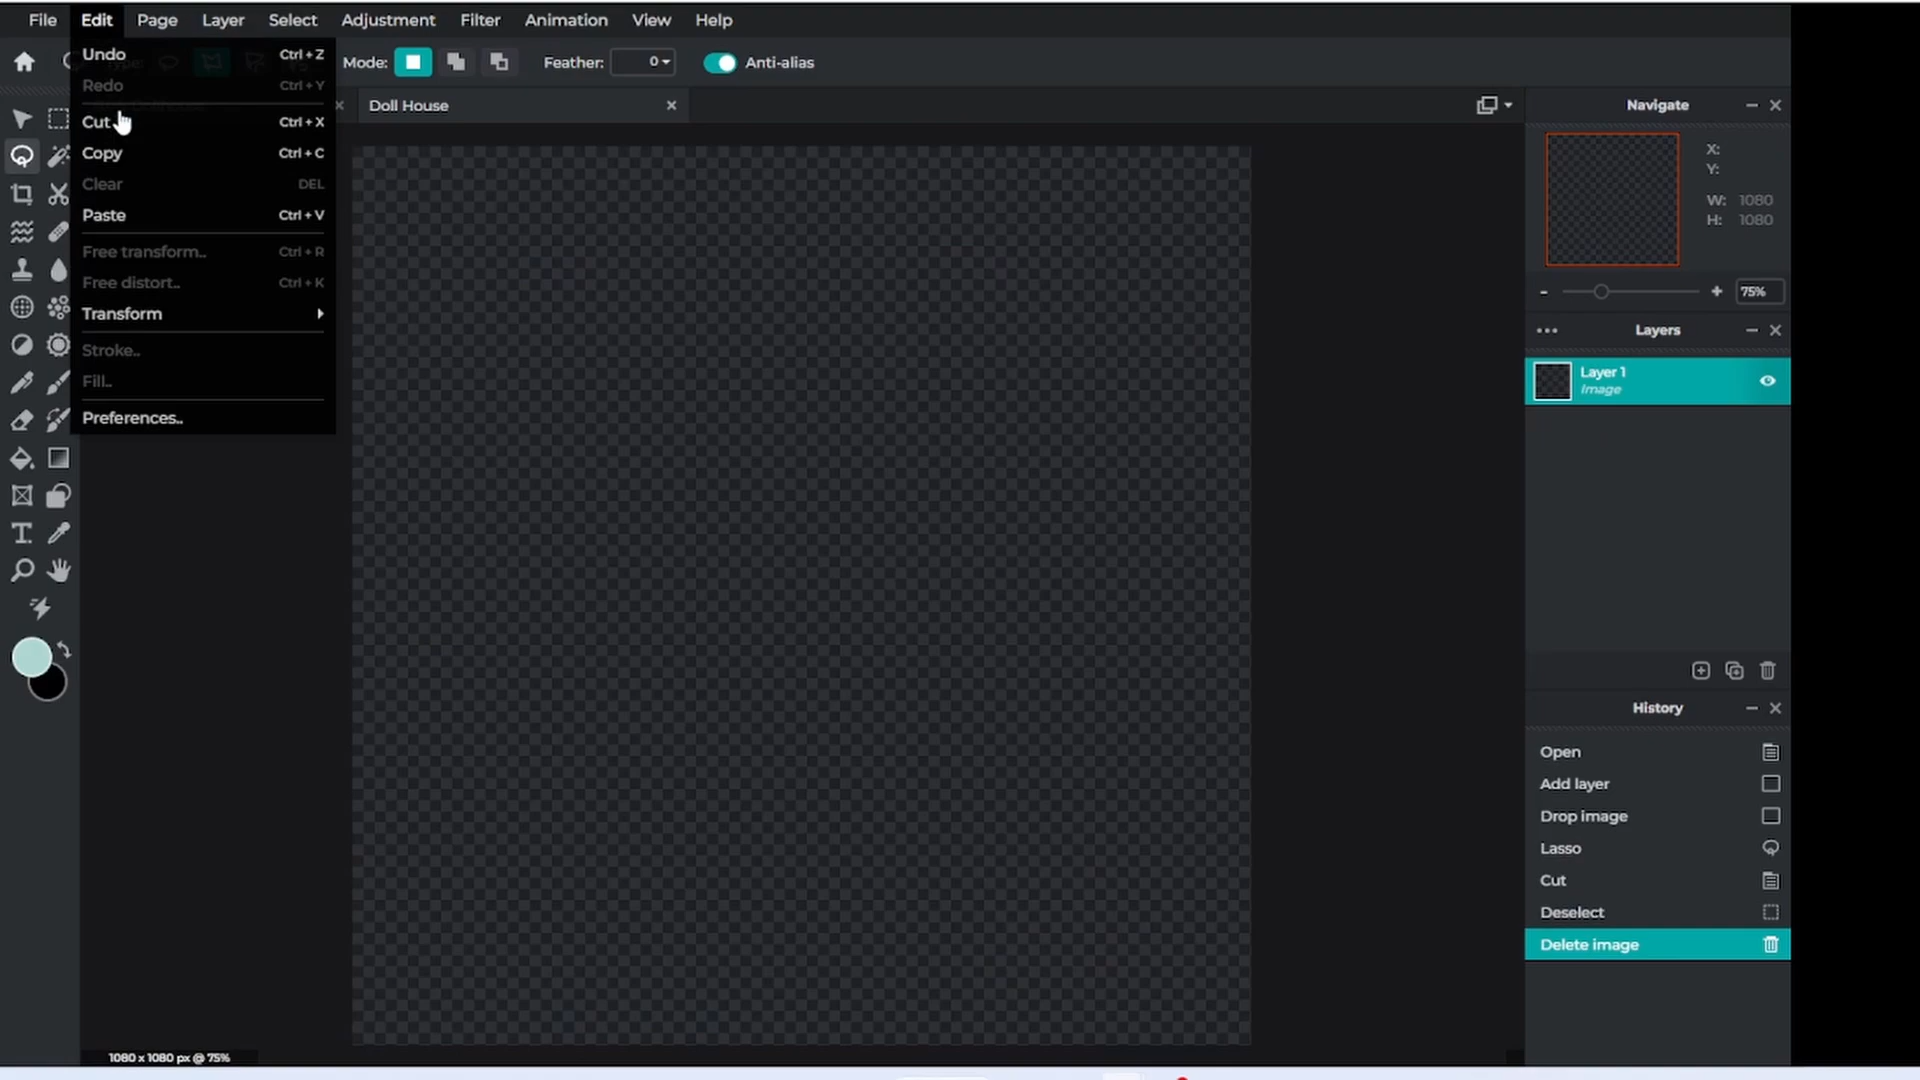 File Edit Page Layer Select Adjustment Filter Animation View Help
Mode: Feather: 0 Anti-alias
Undo Ctrl + Z
Redo Ctrl + Y
Cut Ctrl + X
Copy Ctrl + C
Clear DEL
Paste Ctrl + V
Free transform.. Ctrl + R
Free distort.. Ctrl + K
Transform
Stroke..
Fill..
Preferences..
Doll House
Navigate
X:
Y:
W: 1080
H: 1080
- + 75%
Layers
Layer 1
Image
History
Open
Add layer
Drop image
Lasso
Cut
Deselect
Delete image
1080 x 1080 px @ 75%